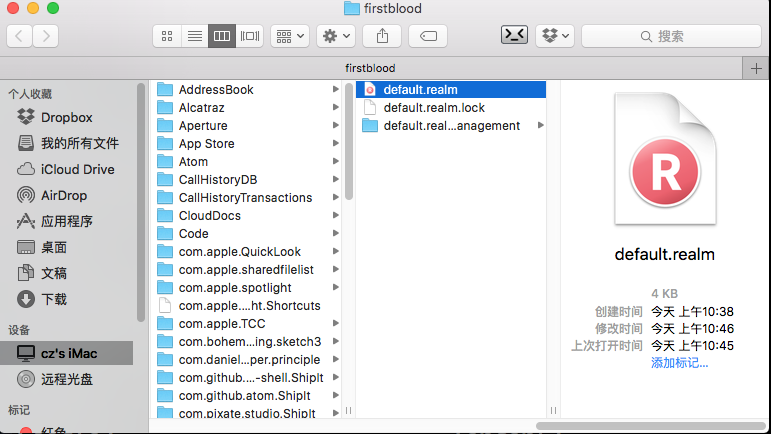 firstblood
搜索
firstblood
个人收藏
Dropbox
我的所有文件
iCloud Drive
AirDrop
应用程序
桌面
文稿
下载
设备
cz's iMac
远程光盘
标记
红色
AddressBook
Alcatraz
Aperture
App Store
Atom
CallHistoryDB
CallHistoryTransactions
CloudDocs
Code
com.apple.QuickLook
com.apple.sharedfilelist
com.apple.spotlight
com.apple....ht.Shortcuts
com.apple.TCC
com.bohem...ing.sketch3
com.daniel...per.principle
com.github....-shell.ShipIt
com.github.atom.ShipIt
com.pixate.studio.ShipIt
default.realm
default.realm.lock
default.real...anagement
R
default.realm
4 KB
创建时间 今天 上午10:38
修改时间 今天 上午10:46
上次打开时间 今天 上午10:45
添加标记...